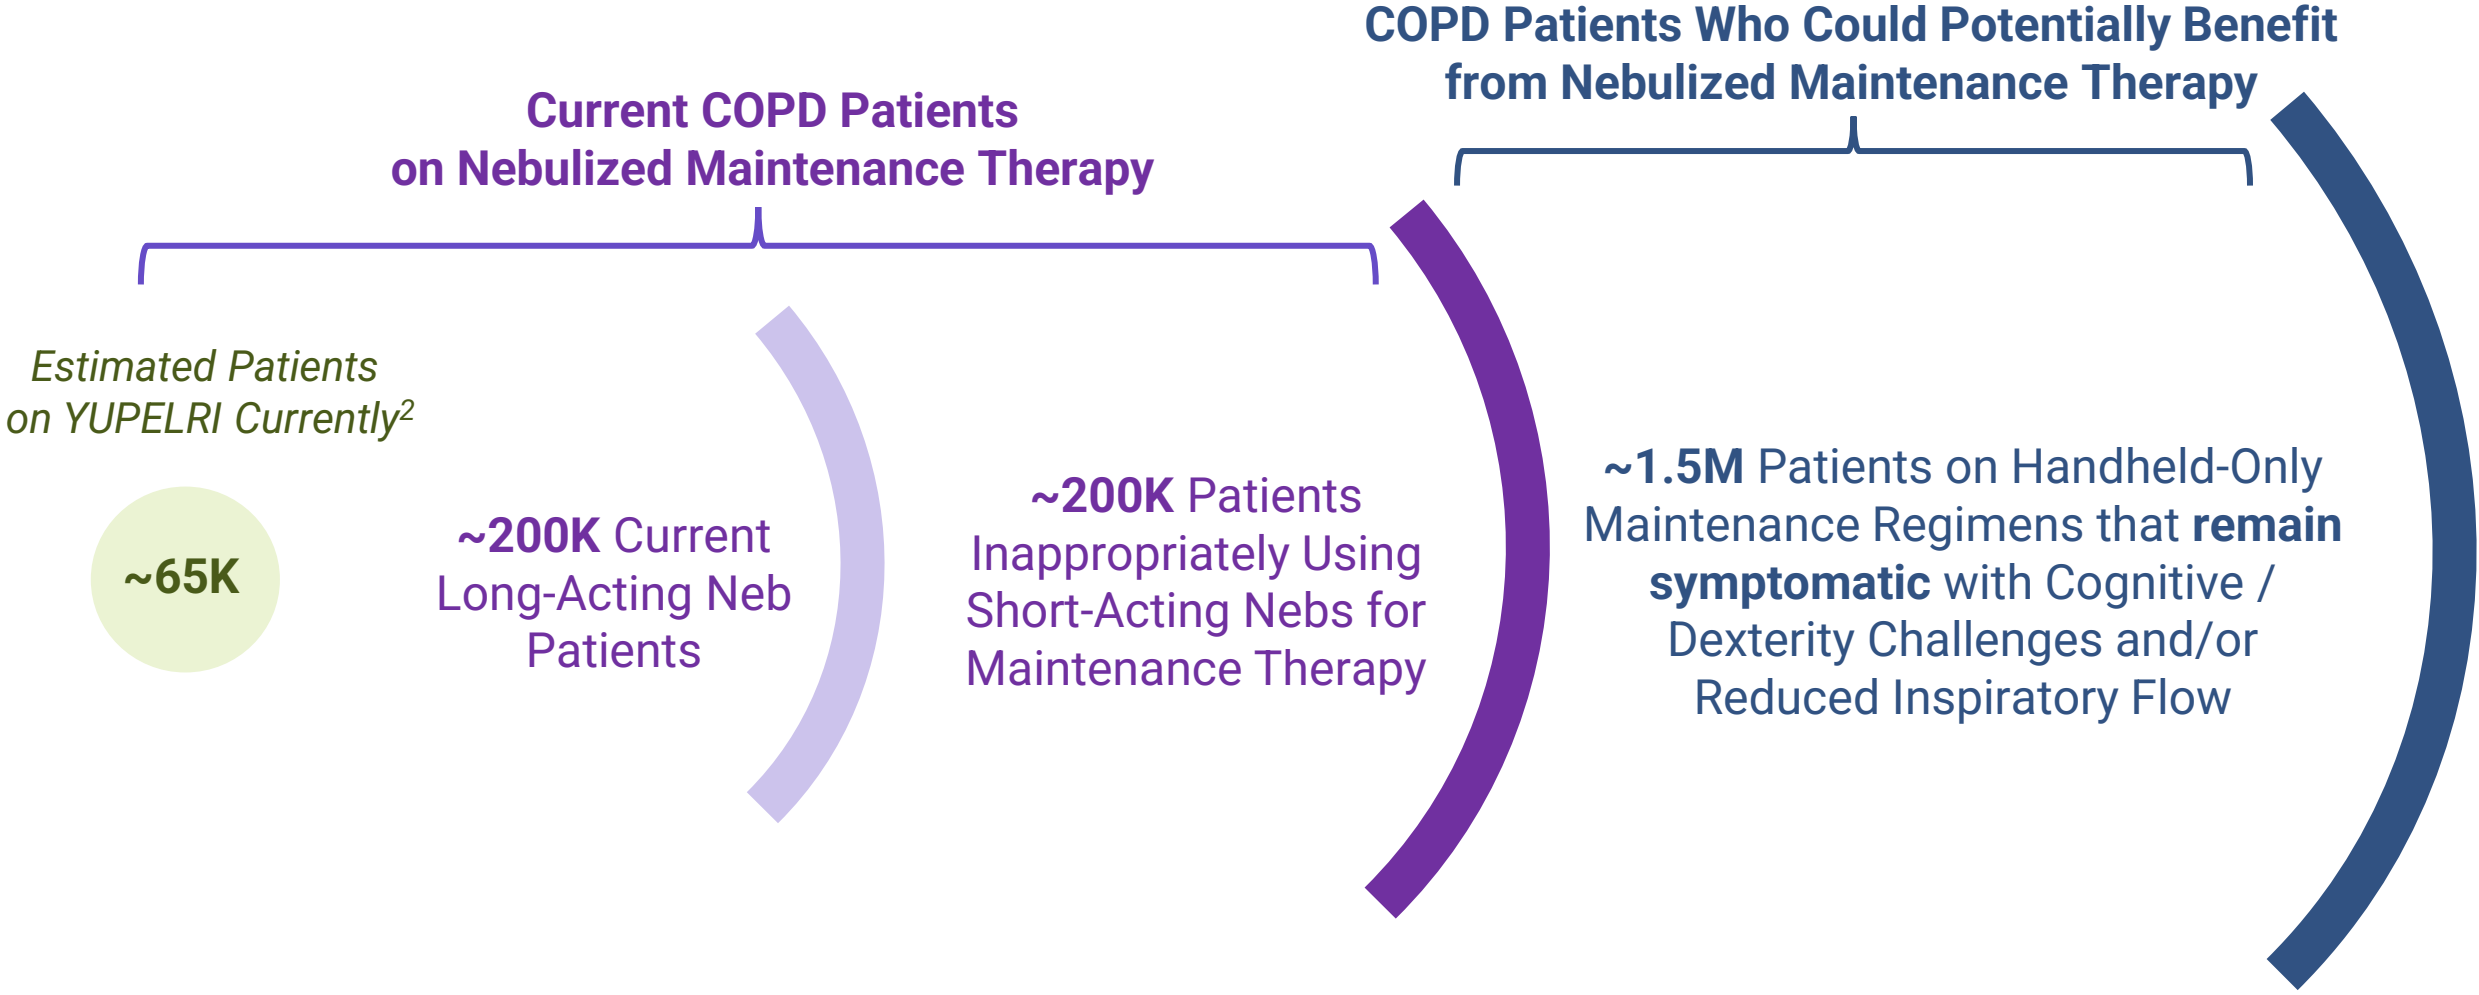 COPD Patients Who Could Potentially Benefit
from Nebulized Maintenance Therapy
Current COPD Patients
on Nebulized Maintenance Therapy
Estimated Patients
on YUPELRI Currently2
~65K
~200K Current
Long-Acting Neb
Patients
~200K Patients
Inappropriately Using
Short-Acting Nebs for
Maintenance Therapy
~1.5M Patients on Handheld-Only
Maintenance Regimens that remain
symptomatic with Cognitive /
Dexterity Challenges and/or
Reduced Inspiratory Flow